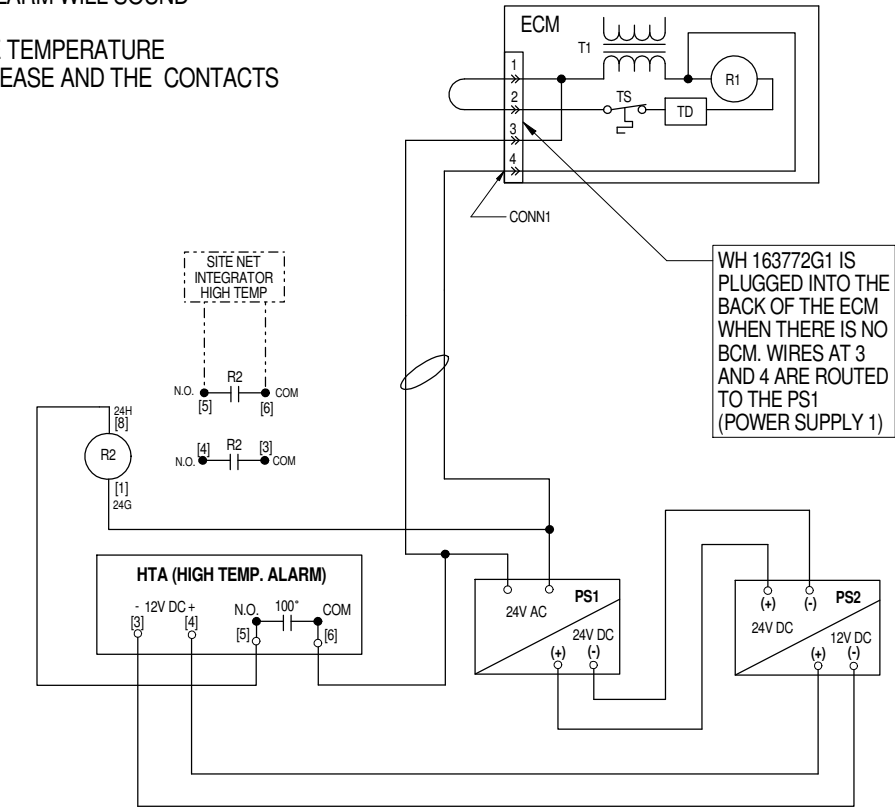 ALARM WILL SOUND
TEMPERATURE
EASE AND THE CONTACTS
ECM
T1
1
R1
2
TS
TD
3
4
CONN1
SITE NET
INTEGRATOR
HIGH TEMP
WH 163772G1 IS
PLUGGED INTO THE
BACK OF THE ECM
WHEN THERE IS NO
BCM. WIRES AT 3
AND 4 ARE ROUTED
TO THE PS1
(POWER SUPPLY 1)
N.O. R2 COM
[5] [6]
24H
[8]
R2
[1]
24G
[4] R2 [3]
N.O. COM
HTA (HIGH TEMP. ALARM)
- 12V DC + N.O. 100° COM
[3] [4] [5] [6]
PS1
24V AC
24V DC
(+) (-)
(+) (-) PS2
24V DC
12V DC
(+) (-)